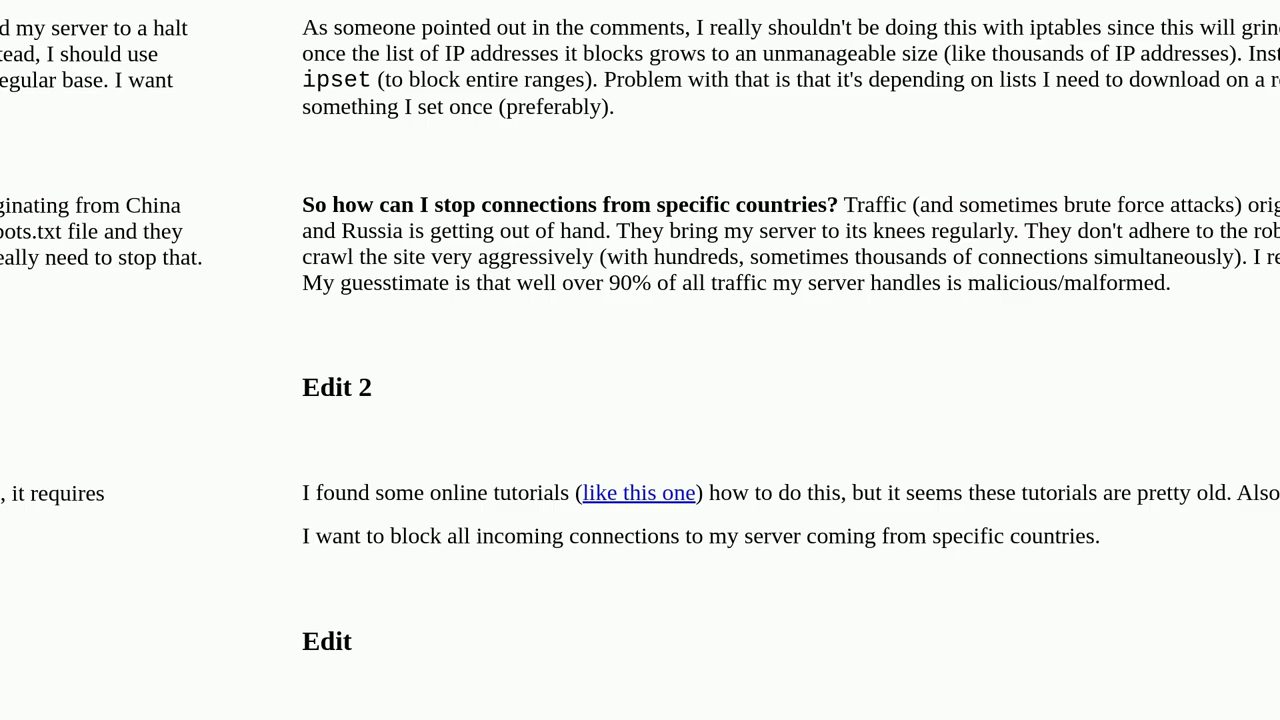 d my server to a halt
tead, I should use
egular base. I want
ginating from China
bots.txt file and they
eally need to stop that.
, it requires
As someone pointed out in the comments, I really shouldn't be doing this with iptables since this will grin
once the list of IP addresses it blocks grows to an unmanageable size (like thousands of IP addresses). Inst
ipset (to block entire ranges). Problem with that is that it's depending on lists I need to download on a r
something I set once (preferably).
So how can I stop connections from specific countries? Traffic (and sometimes brute force attacks) orig
and Russia is getting out of hand. They bring my server to its knees regularly. They don't adhere to the rob
crawl the site very aggressively (with hundreds, sometimes thousands of connections simultaneously). I re
My guesstimate is that well over 90% of all traffic my server handles is malicious/malformed.
Edit 2
I found some online tutorials (like this one) how to do this, but it seems these tutorials are pretty old. Also
I want to block all incoming connections to my server coming from specific countries.
Edit